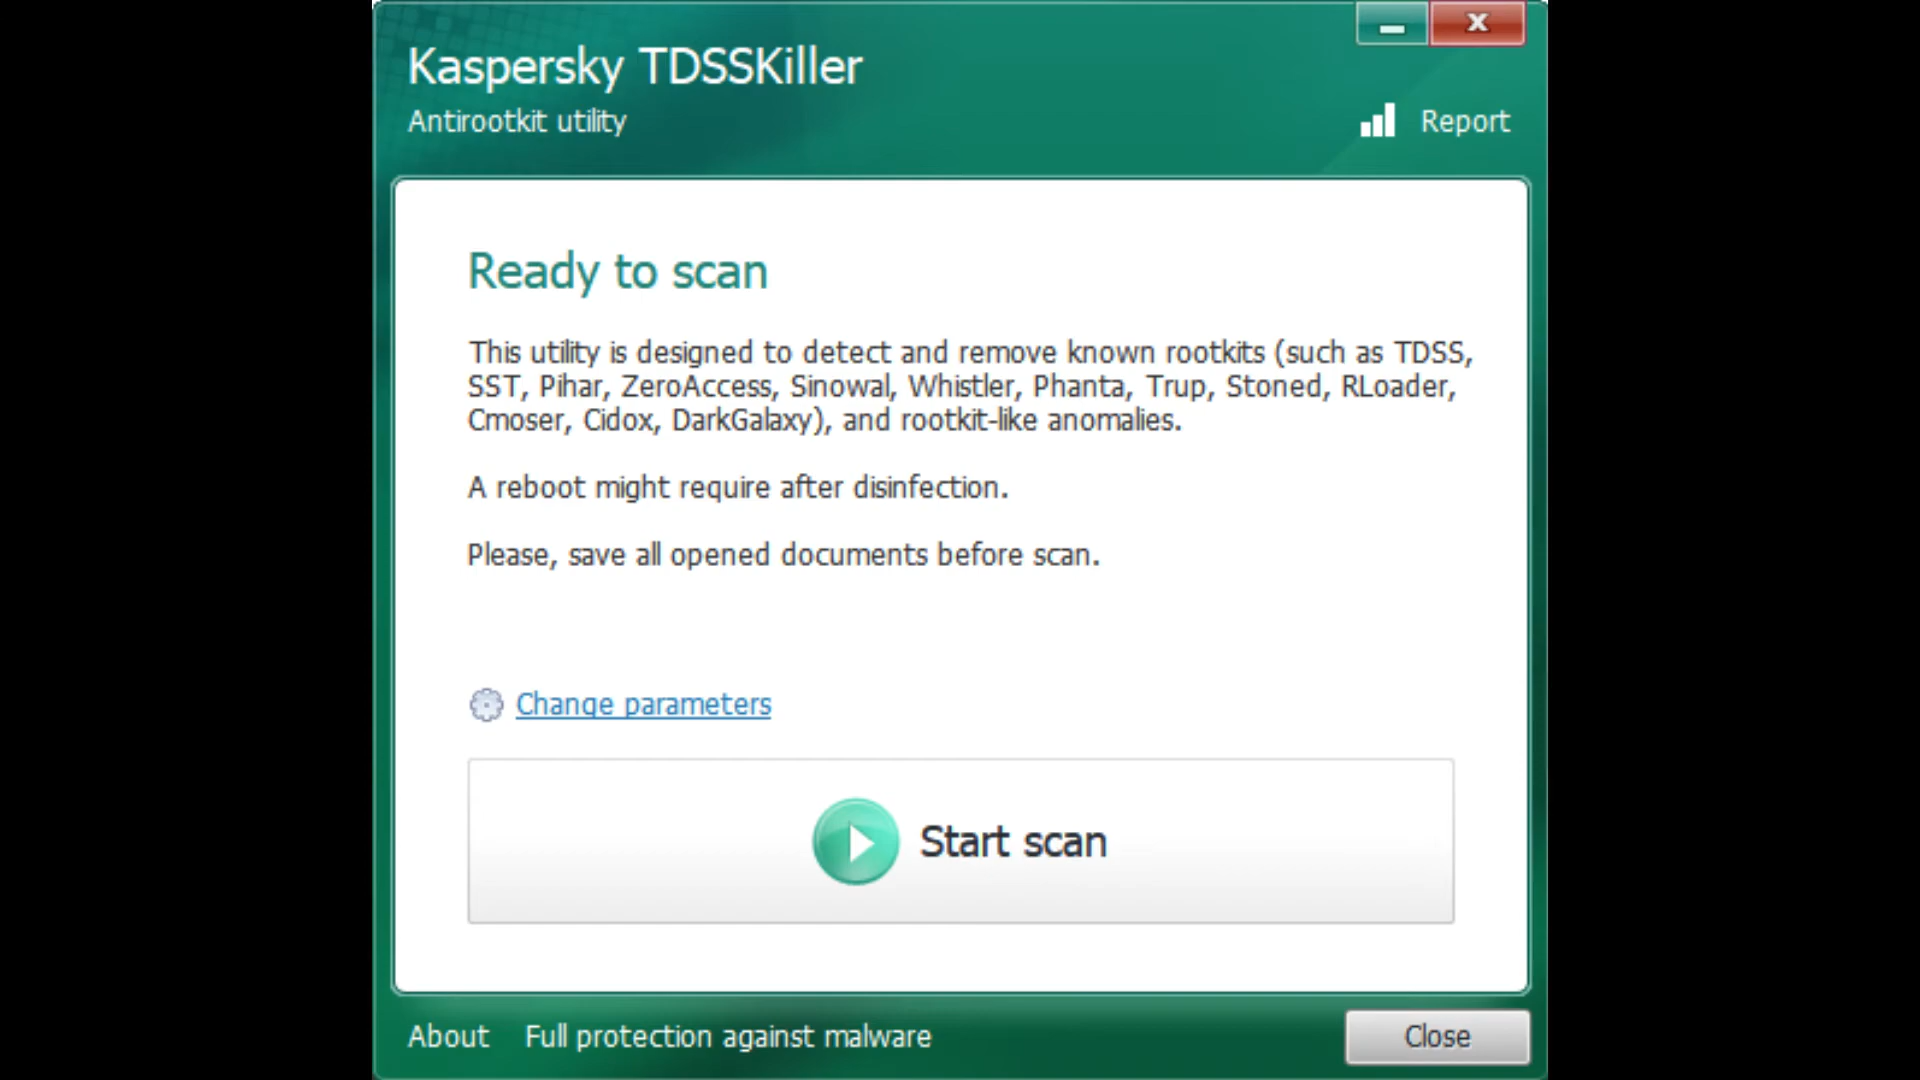 Kaspersky TDSSKiller
Antirootkit utility
Report
Ready to scan
This utility is designed to detect and remove known rootkits (such as TDSS,
SST, Pihar, ZeroAccess, Sinowal, Whistler, Phanta, Trup, Stoned, RLoader,
Cmoser, Cidox, DarkGalaxy), and rootkit-like anomalies.
A reboot might require after disinfection.
Please, save all opened documents before scan.
Change parameters
Start scan
About
Full protection against malware
Close